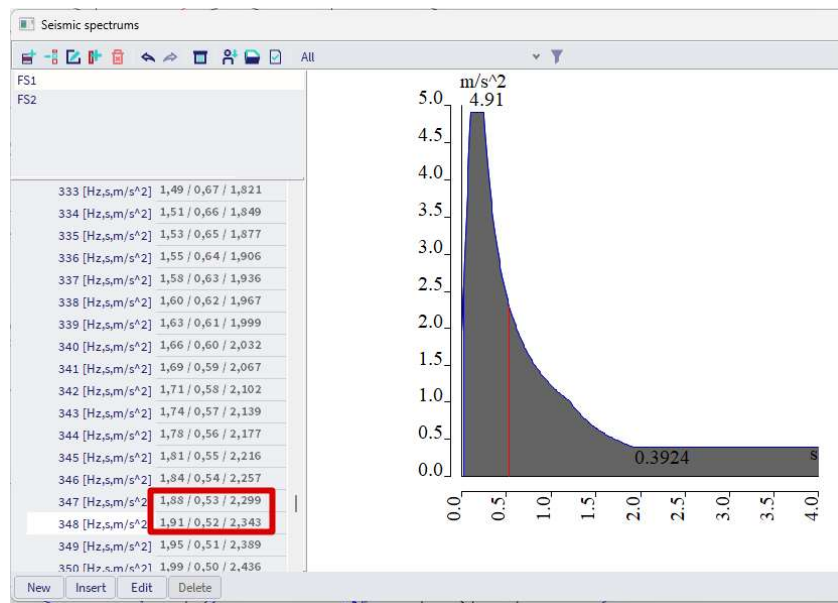 Seismic spectrums
All
FS1
FS2
333 [Hz,s,m/s^2] 1,49 / 0,67 / 1,821
334 [Hz,s,m/s^2] 1,51 / 0,66 / 1,849
335 [Hz,s,m/s^2] 1,53 / 0,65 / 1,877
336 [Hz,s,m/s^2] 1,55 / 0,64 / 1,906
337 [Hz,s,m/s^2] 1,58 / 0,63 / 1,936
338 [Hz,s,m/s^2] 1,60 / 0,62 / 1,967
339 [Hz,s,m/s^2] 1,63 / 0,61 / 1,999
340 [Hz,s,m/s^2] 1,66 / 0,60 / 2,032
341 [Hz,s,m/s^2] 1,69 / 0,59 / 2,067
342 [Hz,s,m/s^2] 1,71 / 0,58 / 2,102
343 [Hz,s,m/s^2] 1,74 / 0,57 / 2,139
344 [Hz,s,m/s^2] 1,78 / 0,56 / 2,177
345 [Hz,s,m/s^2] 1,81 / 0,55 / 2,216
346 [Hz,s,m/s^2] 1,84 / 0,54 / 2,257
347 [Hz,s,m/s^2 1,88 / 0,53 / 2,299
348 [Hz,s,m/s^2 1,91 / 0,52 / 2,343
349 [Hz,s,m/s^2] 1,95 / 0,51 / 2,389
350 [Hz,s,m/s^2] 1,99 / 0,50 / 2,436
New Insert Edit Delete
m/s^2
4.91
5.0
4.5
4.0
3.5
3.0
2.5
2.0
1.5
1.0
0.5
0.0
0.3924
s
0.0 0.5 1.0 1.5 2.0 2.5 3.0 3.5 4.0